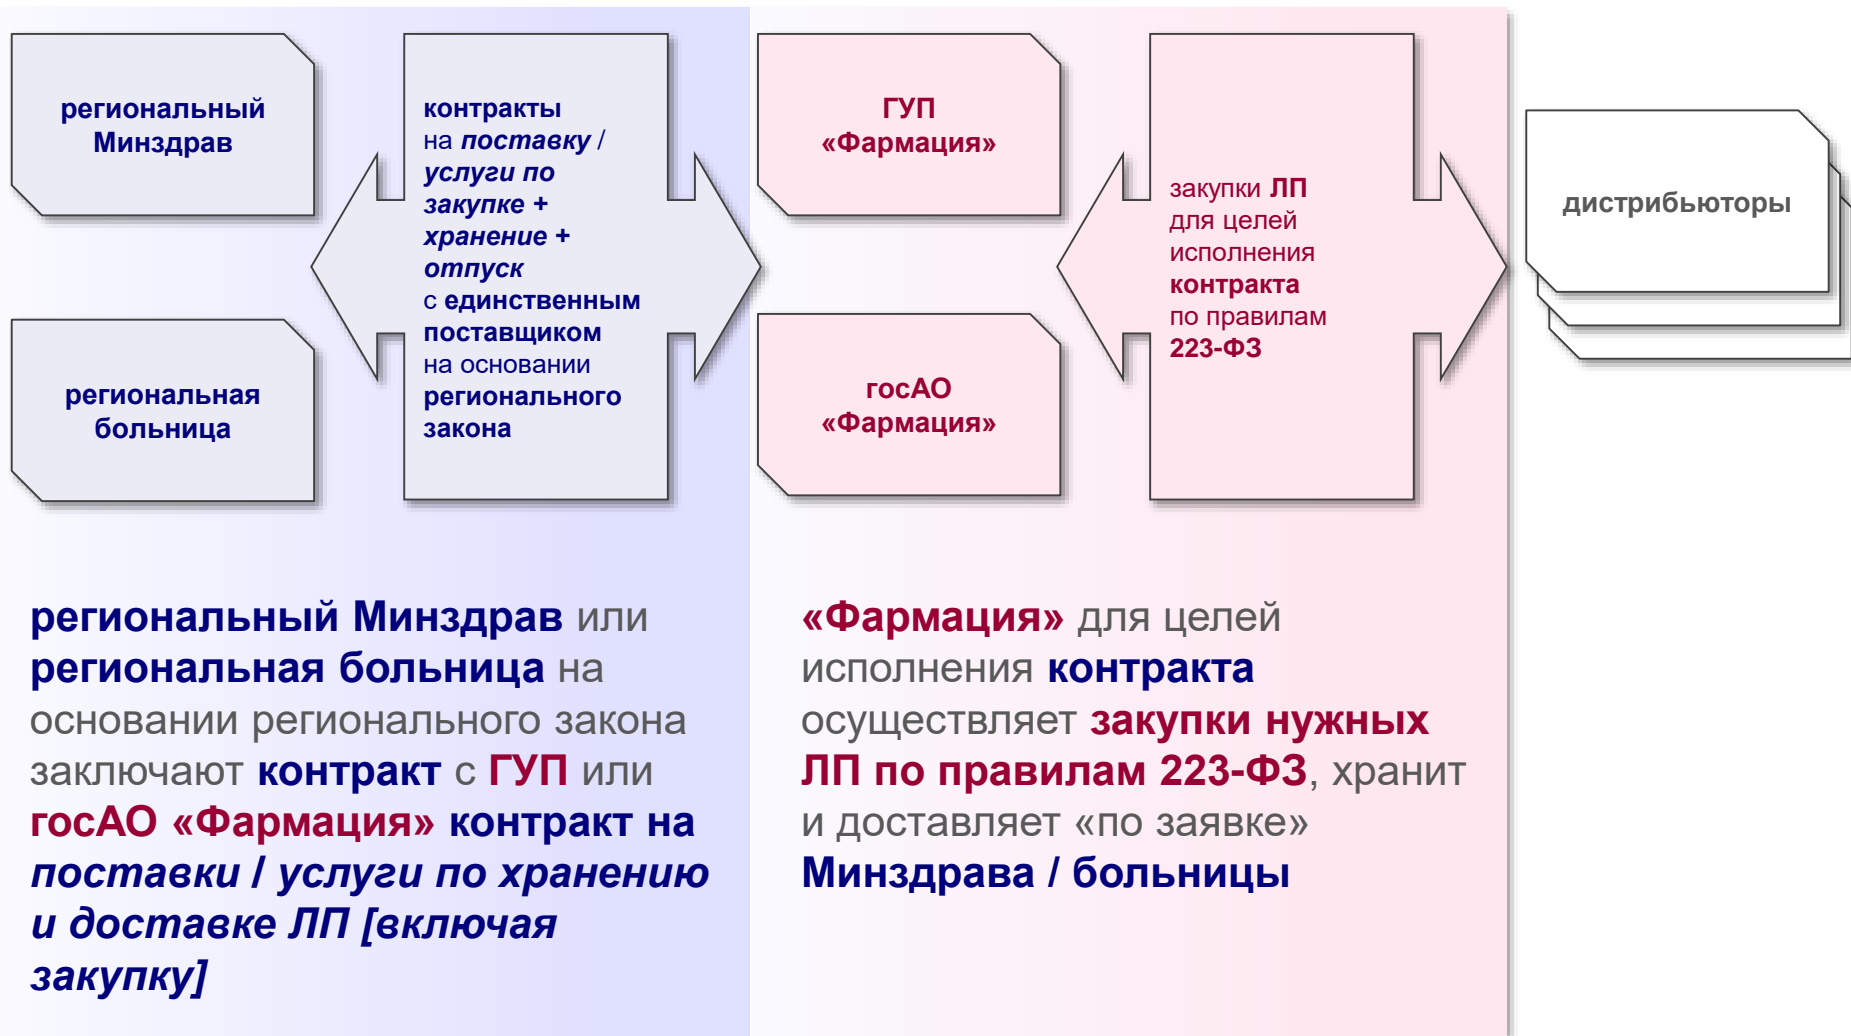 региональный
Минздрав
региональная
больница
контракты
на поставку /
услуги по
закупке +
хранение +
отпуск
с единственным
поставщиком
на основании
регионального
закона
ГУП
«Фармация»
госАО
«Фармация»
закупки ЛП
для целей
исполнения
контракта
по правилам
223-ФЗ
дистрибьюторы
региональный Минздрав или
региональная больница на
основании регионального закона
заключают контракт с ГУП или
госАО «Фармация» контракт на
поставки / услуги по хранению
и доставке ЛП [включая
закупку]
«Фармация» для целей
исполнения контракта
осуществляет закупки нужных
ЛП по правилам 223-ФЗ, хранит
и доставляет «по заявке»
Минздрава / больницы